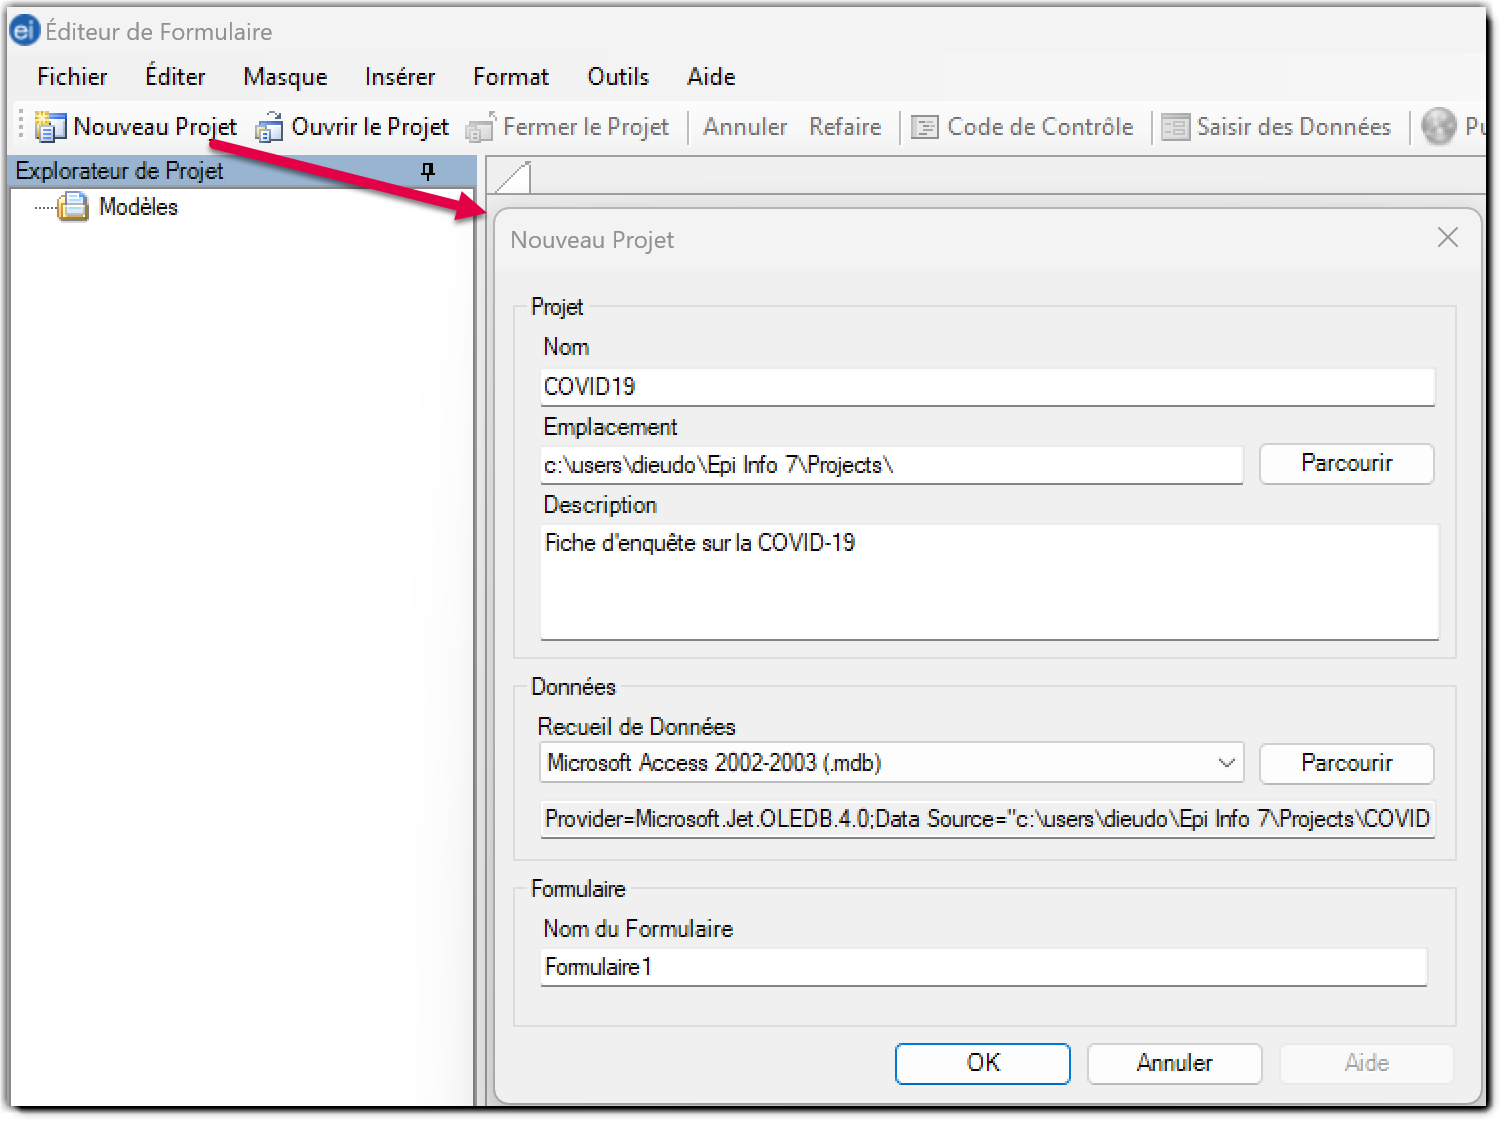 ei Éditeur de Formulaire
Fichier Éditer Masque Insérer Format Outils Aide
Nouveau Projet Ouvrir le Projet Fermer le Projet Annuler Refaire Code de Contrôle Saisir des Données Pu
Explorateur de Projet
Modèles
Nouveau Projet
Projet
Nom
COVID19
Emplacement
c:\users\dieudo\Epi Info 7\Projects\ Parcourir
Description
Fiche d'enquête sur la COVID-19
Données
Recueil de Données
Microsoft Access 2002-2003 (.mdb) Parcourir
Provider=Microsoft.Jet.OLEDB.4.0;Data Source="c:\users\dieudo\Epi Info 7\Projects\COVID
Formulaire
Nom du Formulaire
Formulaire1
OK Annuler Aide